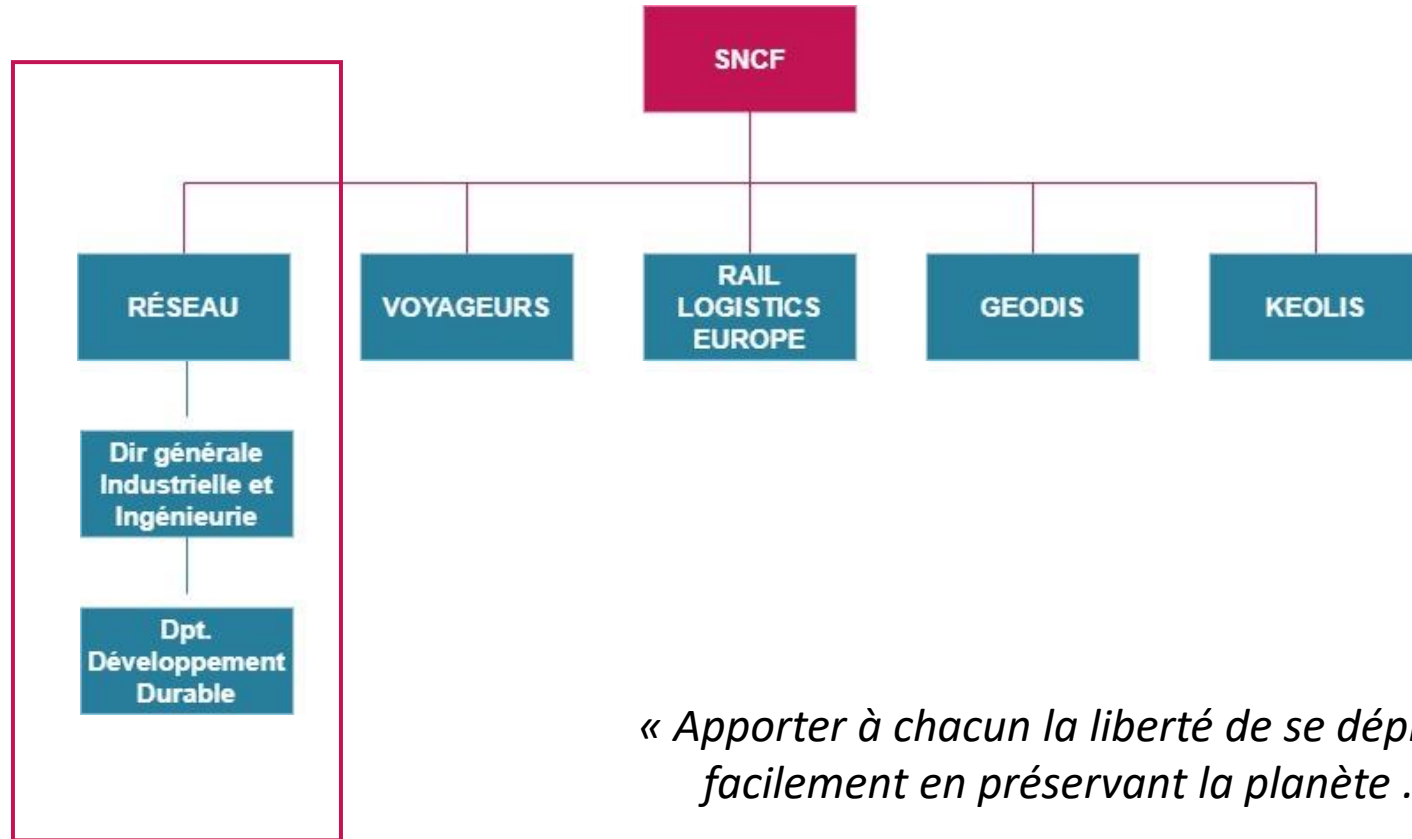 SNCF
RÉSEAU
VOYAGEURS
RAIL
LOGISTICS
EUROPE
GEODIS
KEOLIS
Dir générale
Industrielle et
Ingénieurie
Dpt.
Développement
Durable
« Apporter à chacun la liberté de se
facilement en préservant la planète .